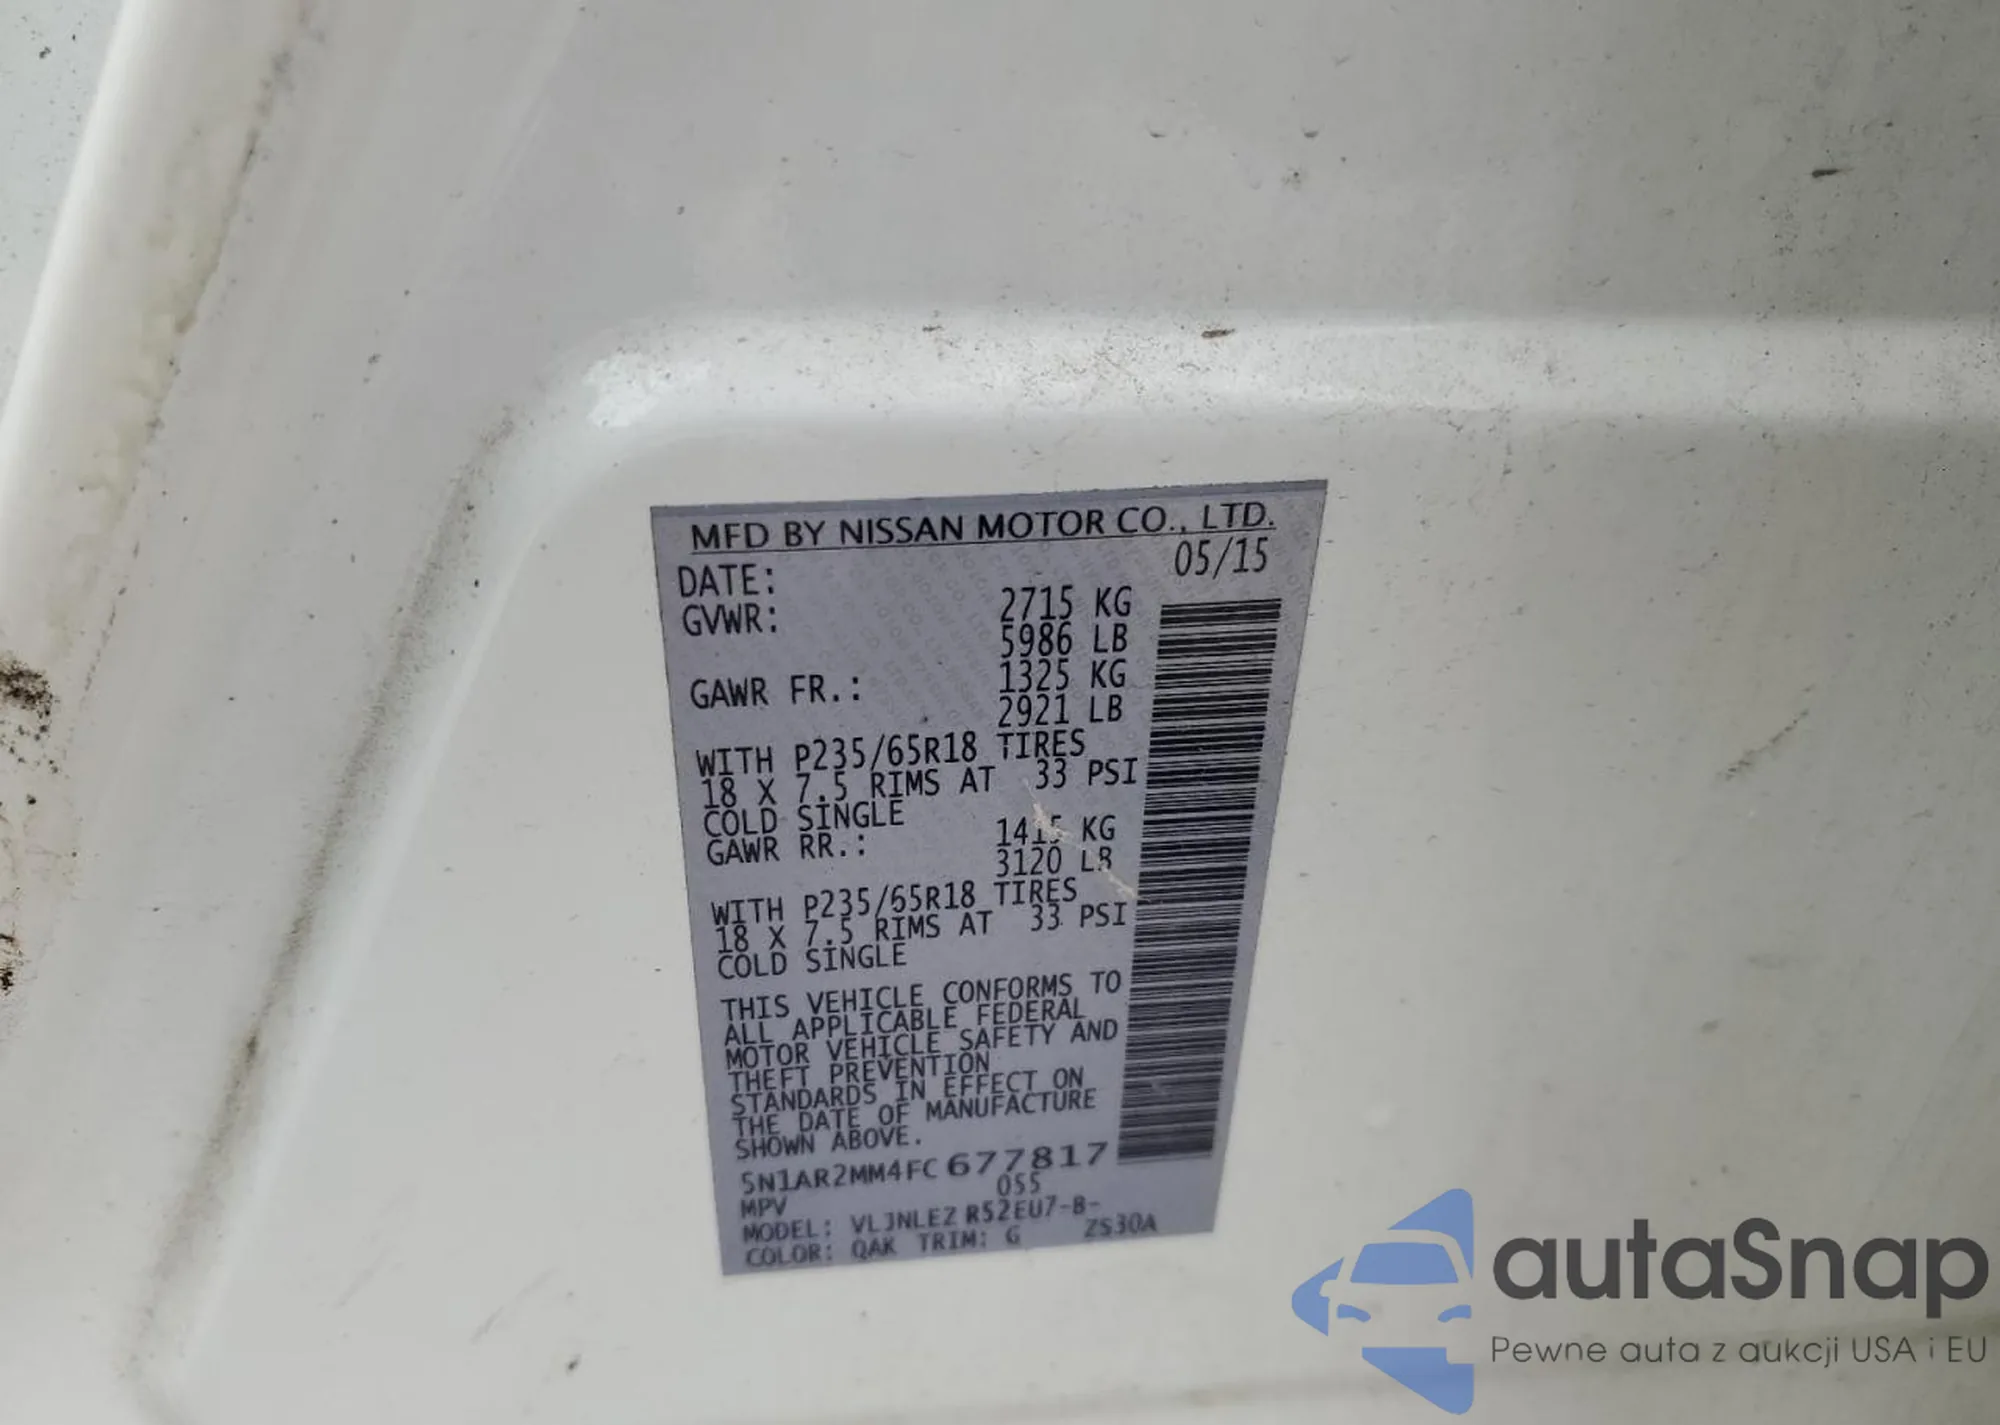 MFD BY NISSAN MOTOR CO., LTD.
DATE: 05/15
GVWR: 2715 KG
5986 LB
GAWR FR.: 1325 KG
2921 LB
WITH P235/65R18 TIRES
18 X 7.5 RIMS AT 33 PSI
COLD SINGLE
GAWR RR.: 1415 KG
3120 LB
WITH P235/65R18 TIRES
18 X 7.5 RIMS AT 33 PSI
COLD SINGLE
THIS VEHICLE CONFORMS TO
ALL APPLICABLE FEDERAL
MOTOR VEHICLE SAFETY AND
THEFT PREVENTION
STANDARDS IN EFFECT ON
THE DATE OF MANUFACTURE
SHOWN ABOVE.
5N1AR2MM4FC677817
MPV 055
MODEL: VLJNLEZ R52EU7-B-
COLOR: QAK TRIM: G ZS30A
autaSnap
Pewne auta z aukcji USA i EU